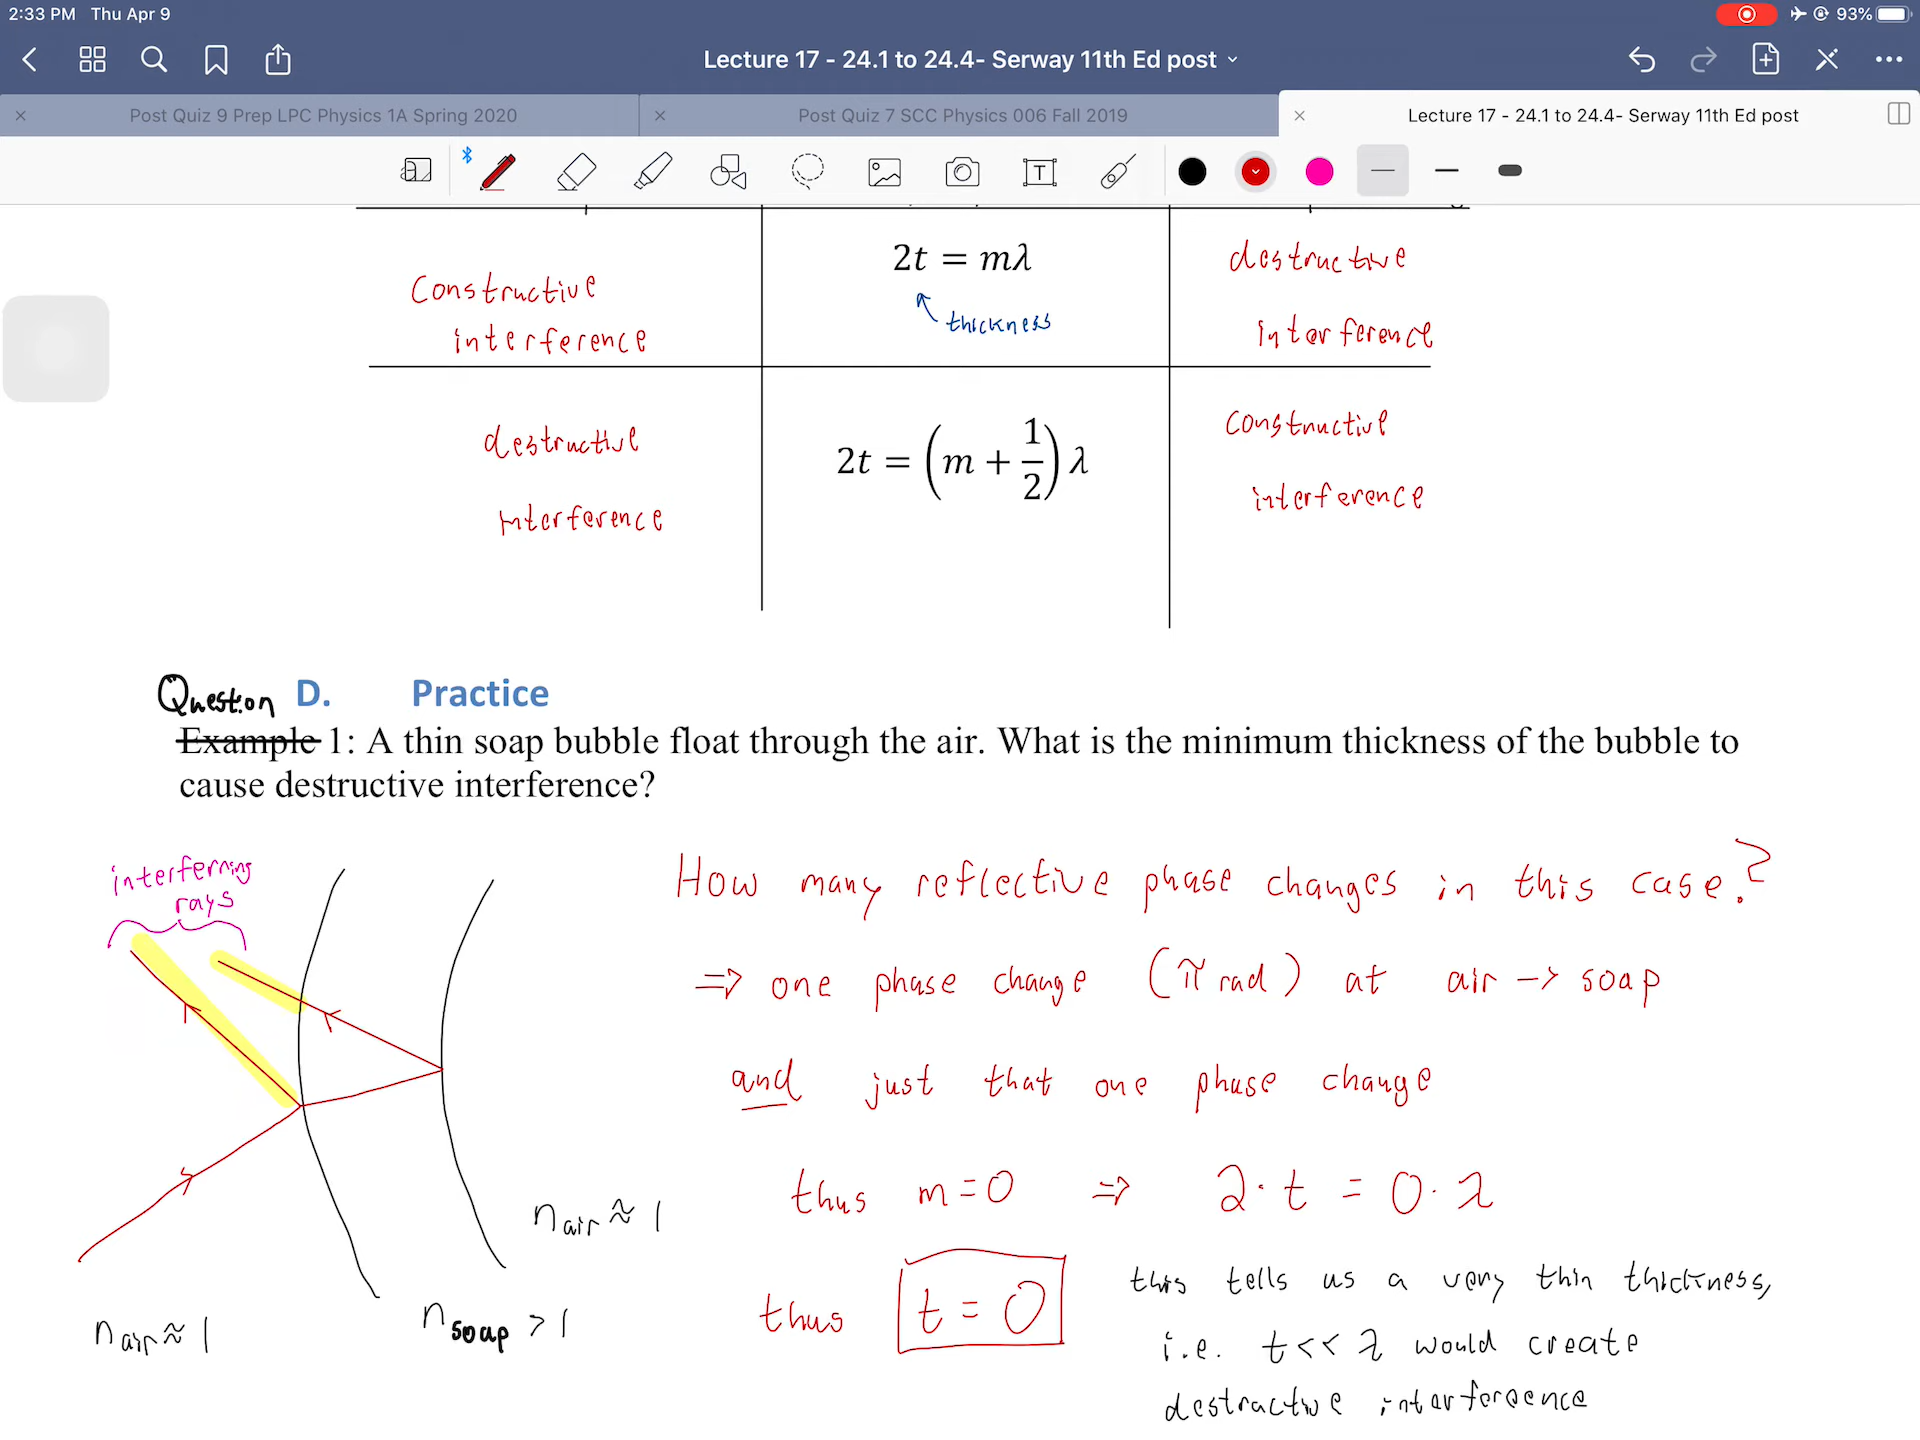 2:33 PM Thu Apr 9
93%
Lecture 17 - 24.1 to 24.4- Serway 11th Ed post
Post Quiz 9 Prep LPC Physics 1A Spring 2020
Post Quiz 7 SCC Physics 006 Fall 2019
Lecture 17 - 24.1 to 24.4- Serway 11th Ed post
Constructive
interference
2t = mλ
thickness
destructive
interference
destructive
interference
2t = (m + 1/2) λ
constructive
interference
Question D. Practice
Example 1: A thin soap bubble float through the air. What is the minimum thickness of the bubble to
cause destructive interference?
interferring
rays
n air ≈ 1
n soap > 1
n air ≈ 1
How many reflective phase changes in this case?
⇒ one phase change (π rad) at air → soap
and just that one phase change
thus m = 0 ⇒ 2·t = 0·λ
thus t = 0
this tells us a very thin thickness,
i.e. t << λ would create
destructive interfereence